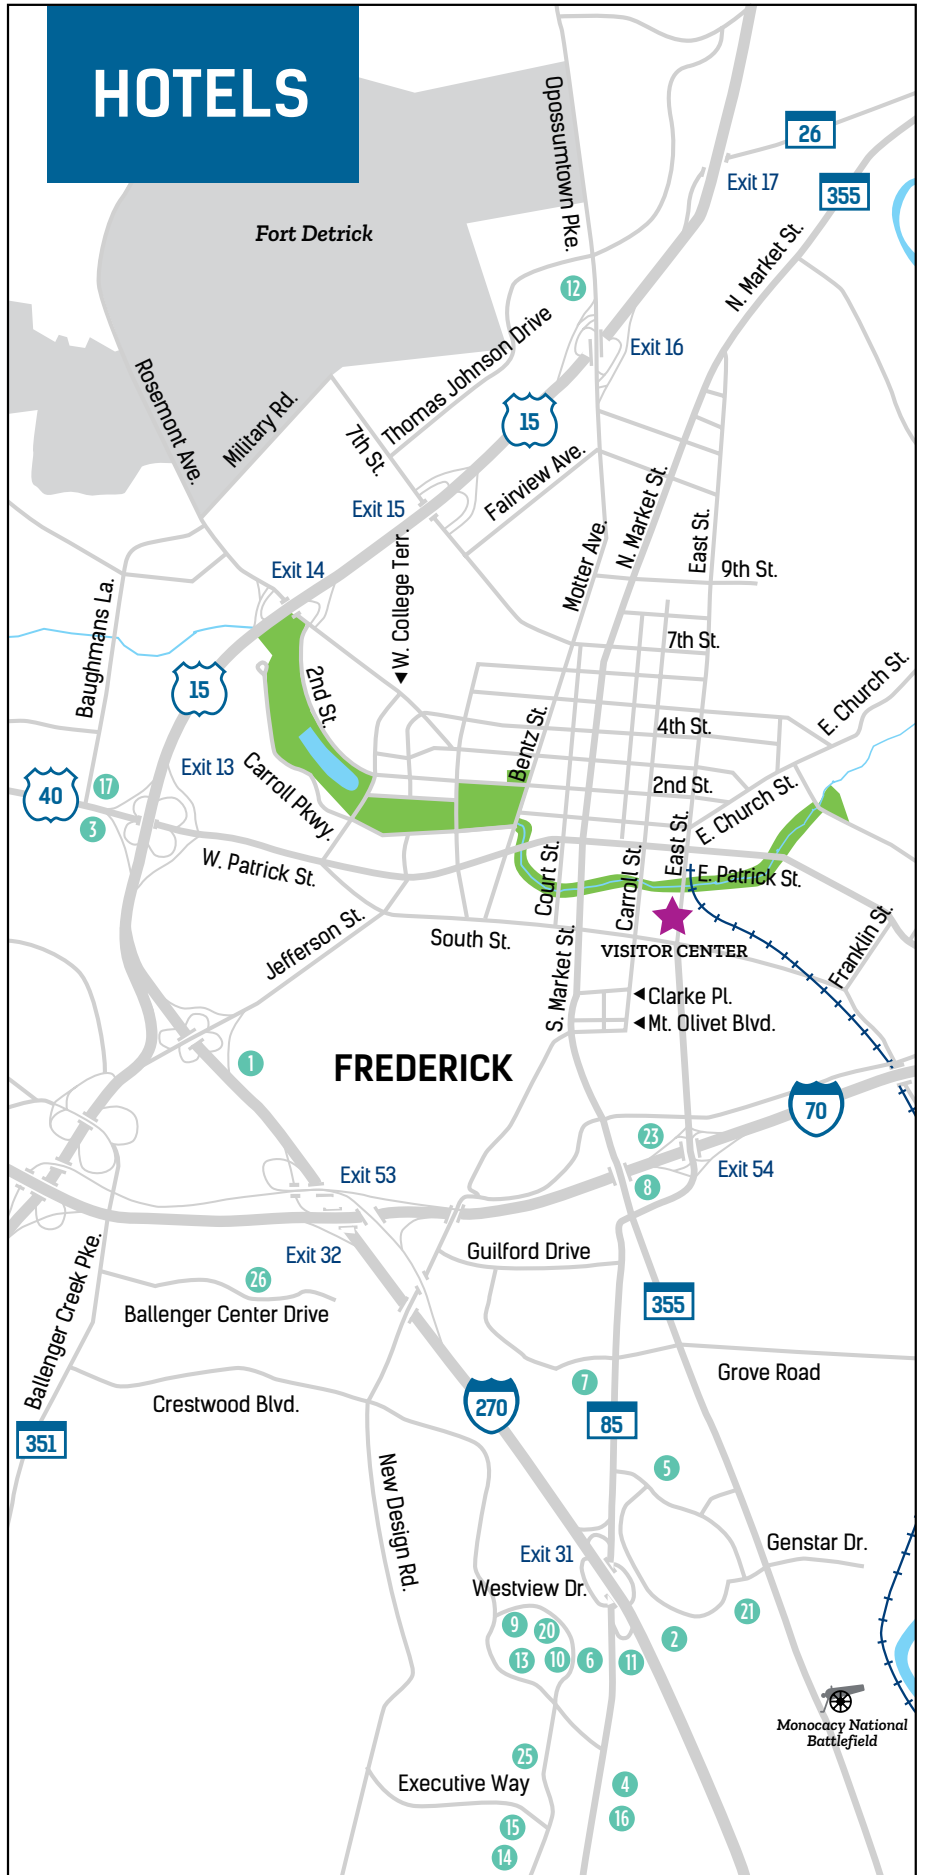 HOTELS
26
Exit 17
355
Opossumtown Pke.
Fort Detrick
N. Market St.
12
Thomas Johnson Drive
Exit 16
Rosemont Ave.
Military Rd.
7th St.
15
Fairview Ave.
Exit 15
N. Market St.
East St.
Motter Ave.
W. College Terr.
Exit 14
9th St.
Baughmans La.
7th St.
15
2nd St.
E. Church St.
Bentz St.
4th St.
Exit 13
Carroll Pkwy.
40
17
3
2nd St.
E. Church St.
East St.
W. Patrick St.
Court St.
Carroll St.
E. Patrick St.
Jefferson St.
South St.
VISITOR CENTER
Franklin St.
S. Market St.
Clarke Pl.
Mt. Olivet Blvd.
1
FREDERICK
70
23
Exit 53
Exit 54
8
Guilford Drive
Exit 32
26
Ballenger Center Drive
Ballenger Creek Pke.
355
Grove Road
7
Crestwood Blvd.
270
85
351
5
New Design Rd.
Genstar Dr.
Exit 31
Westview Dr.
9
20
21
2
13
10
6
11
Monocacy National
Battlefield
25
Executive Way
4
16
15
14